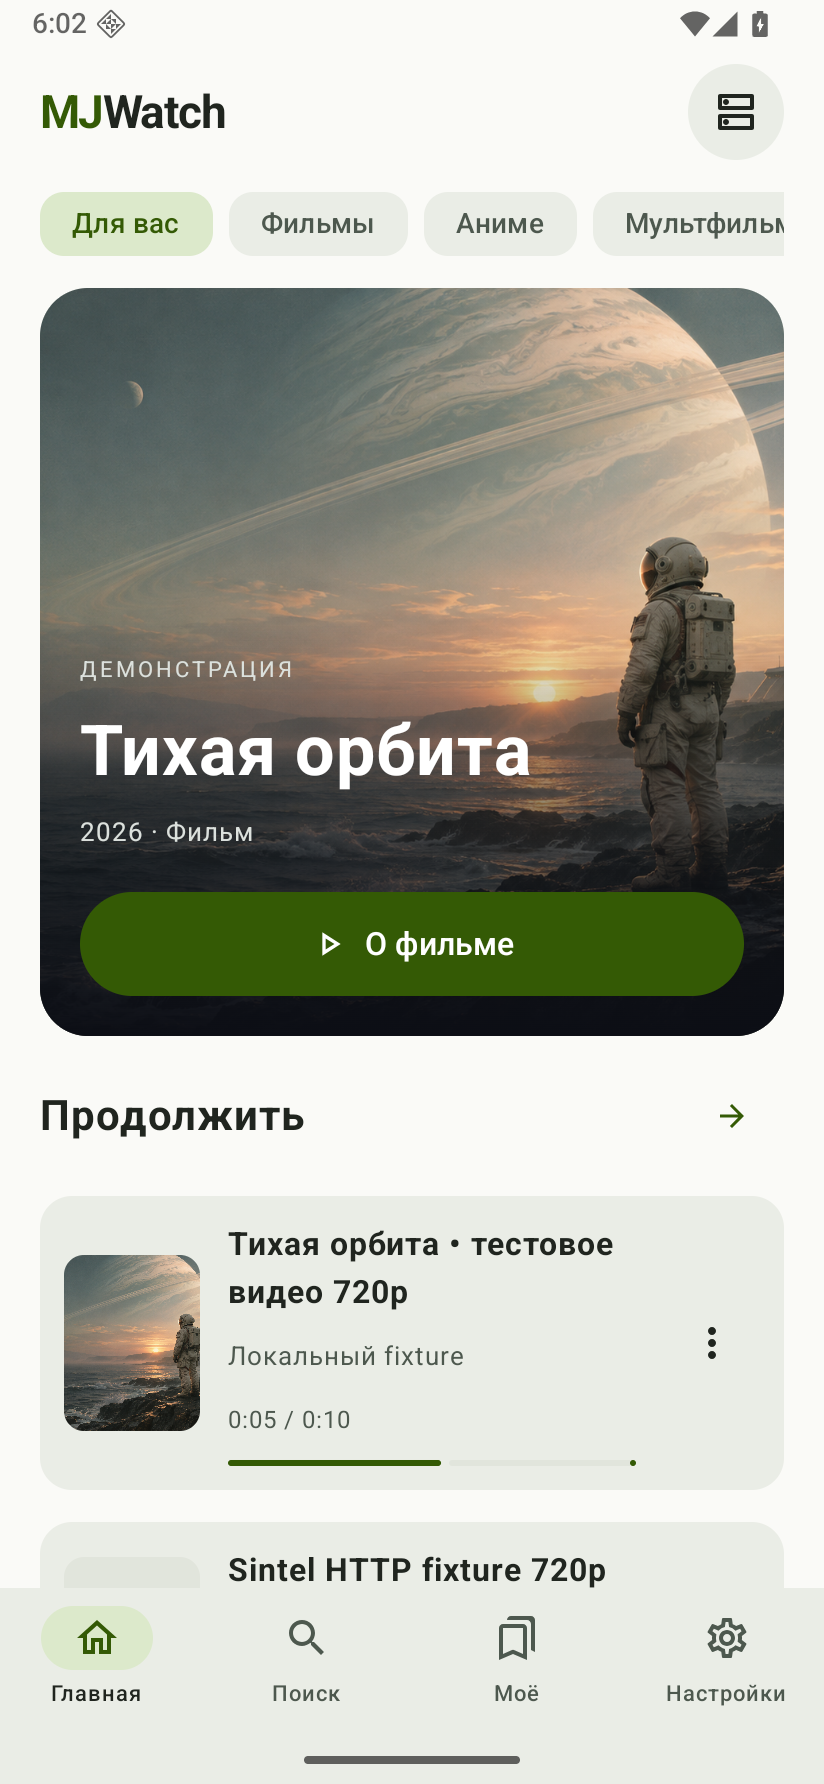 6:02
MJWatch
Для вас
Фильмы
Аниме
Мультфильм
ДЕМОНСТРАЦИЯ
Тихая орбита
2026 · Фильм
О фильме
Продолжить
Тихая орбита • тестовое
видео 720p
Локальный fixture
0:05 / 0:10
Sintel HTTP fixture 720p
Главная
Поиск
Моё
Настройки